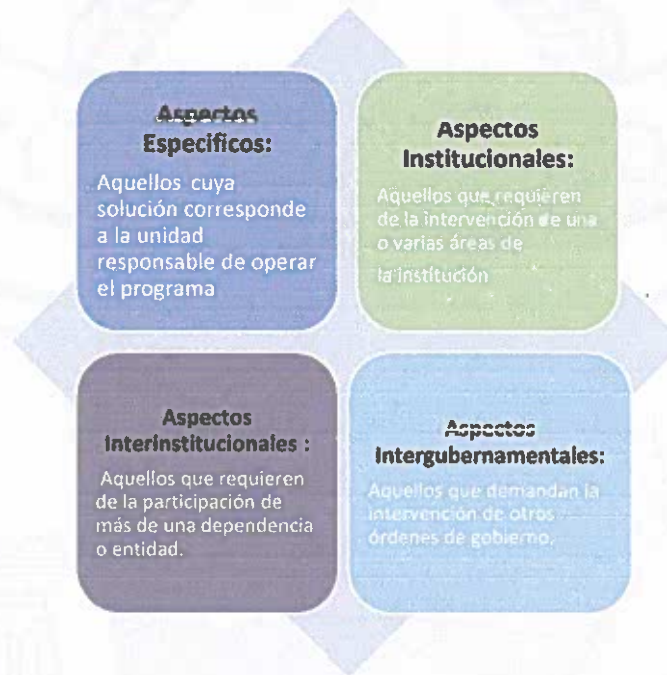 Aspectos
Específicos:
Aquellos cuya
solución corresponde
a la unidad
responsable de operar
el programa
Aspectos
Institucionales:
Aquellos que requieren
de la intervención de una
o varias áreas de
la institución
Aspectos
Interinstitucionales :
Aquellos que requieren
de la participación de
más de una dependencia
o entidad.
Aspectos
Intergubernamentales:
Aquellos que demandan la
intervención de otros
órdenes de gobierno.